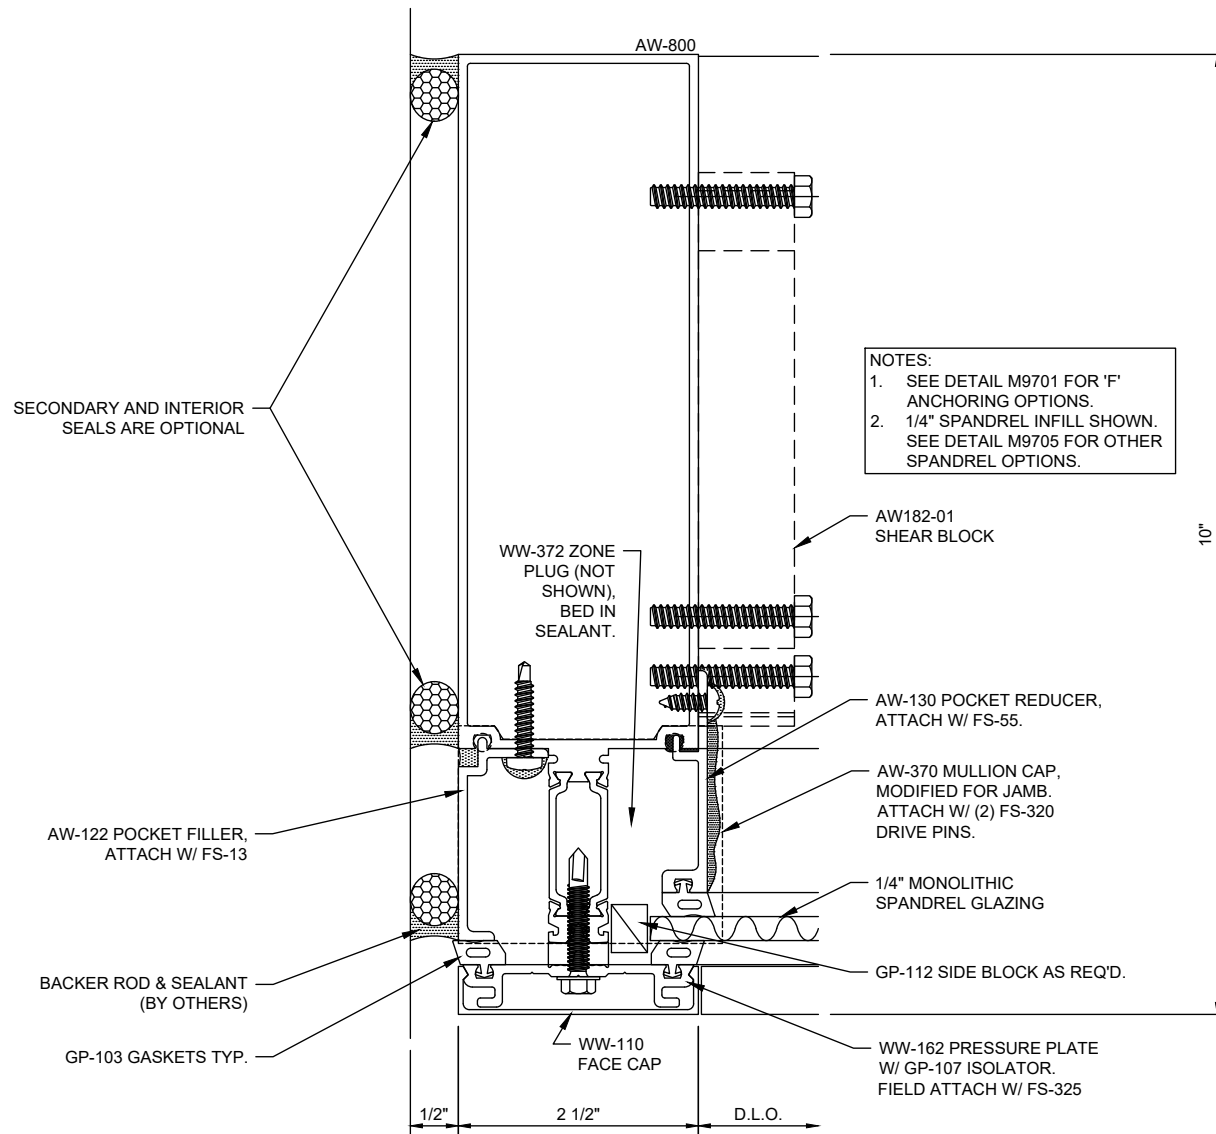 AW-800
NOTES:
1. SEE DETAIL M9701 FOR 'F'
ANCHORING OPTIONS.
2. 1/4" SPANDREL INFILL SHOWN.
SEE DETAIL M9705 FOR OTHER
SPANDREL OPTIONS.
SECONDARY AND INTERIOR
SEALS ARE OPTIONAL
AW182-01
SHEAR BLOCK
10"
WW-372 ZONE
PLUG (NOT
SHOWN),
BED IN
SEALANT.
AW-130 POCKET REDUCER,
ATTACH W/ FS-55.
AW-370 MULLION CAP,
MODIFIED FOR JAMB.
ATTACH W/ (2) FS-320
DRIVE PINS.
AW-122 POCKET FILLER,
ATTACH W/ FS-13
1/4" MONOLITHIC
SPANDREL GLAZING
BACKER ROD & SEALANT
(BY OTHERS)
GP-112 SIDE BLOCK AS REQ'D.
GP-103 GASKETS TYP.
WW-110
FACE CAP
WW-162 PRESSURE PLATE
W/ GP-107 ISOLATOR.
FIELD ATTACH W/ FS-325
1/2"
2 1/2"
D.L.O.